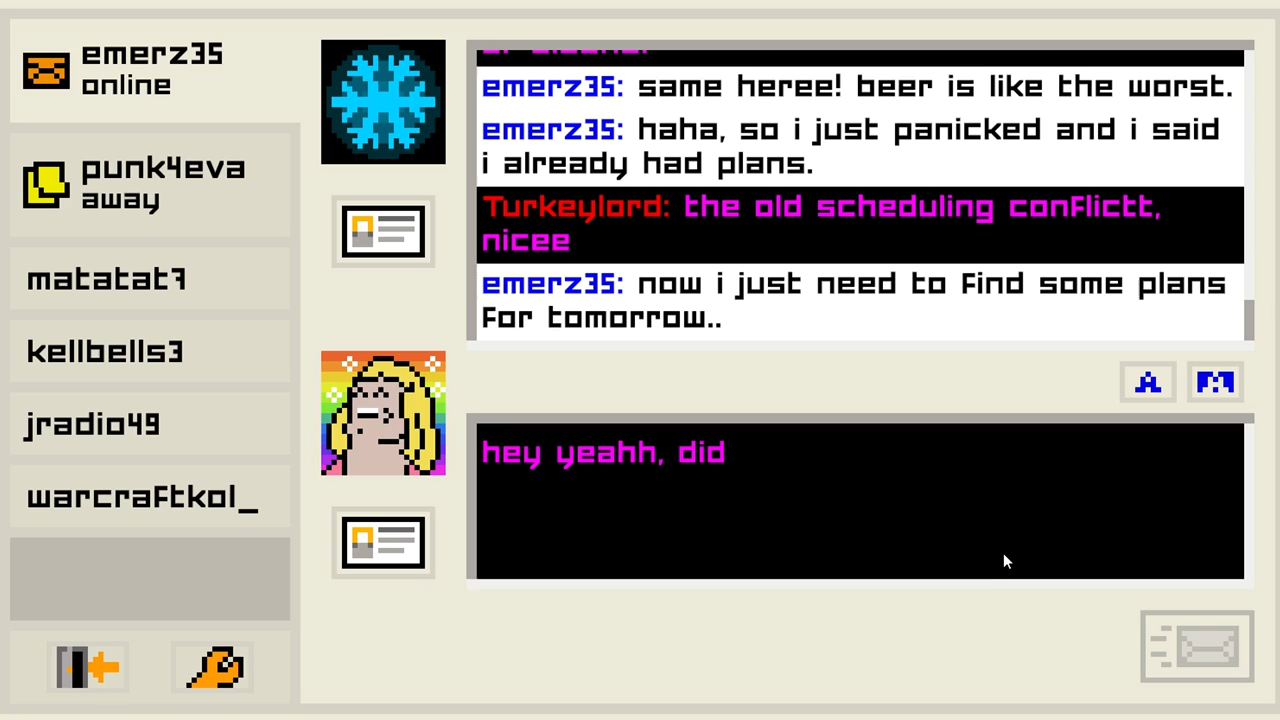 emerz35
online
punk4eva
away
matatat7
kellbells3
jradio49
warcraftkol_
emerz35: same heree! beer is like the worst.
emerz35: haha, so i just panicked and i said
i already had plans.
Turkeylord: the old scheduling conflictt,
nicee
emerz35: now i just need to find some plans
for tomorrow..
A
hey yeahh, did